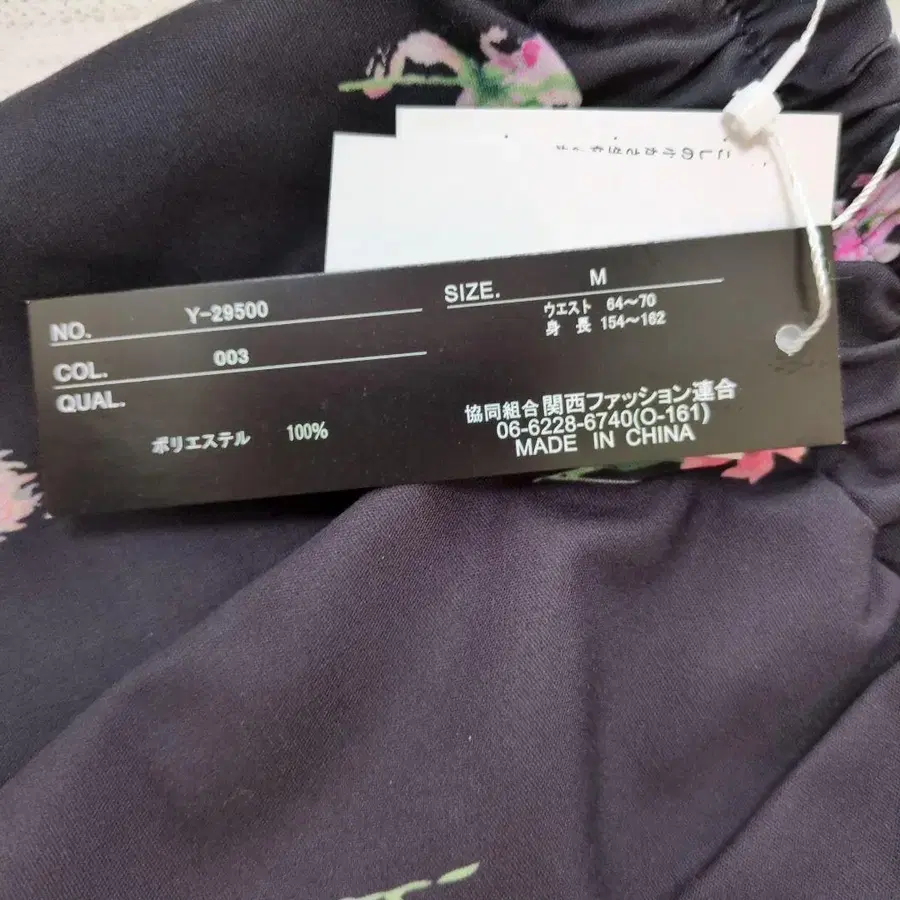 NO. Y-29500
COL. 003
QUAL.
ポリエステル 100%
SIZE. M
ウエスト 64～70
身 長 154～162
協同組合 関西ファッション連合
06-6228-6740(O-161)
MADE IN CHINA